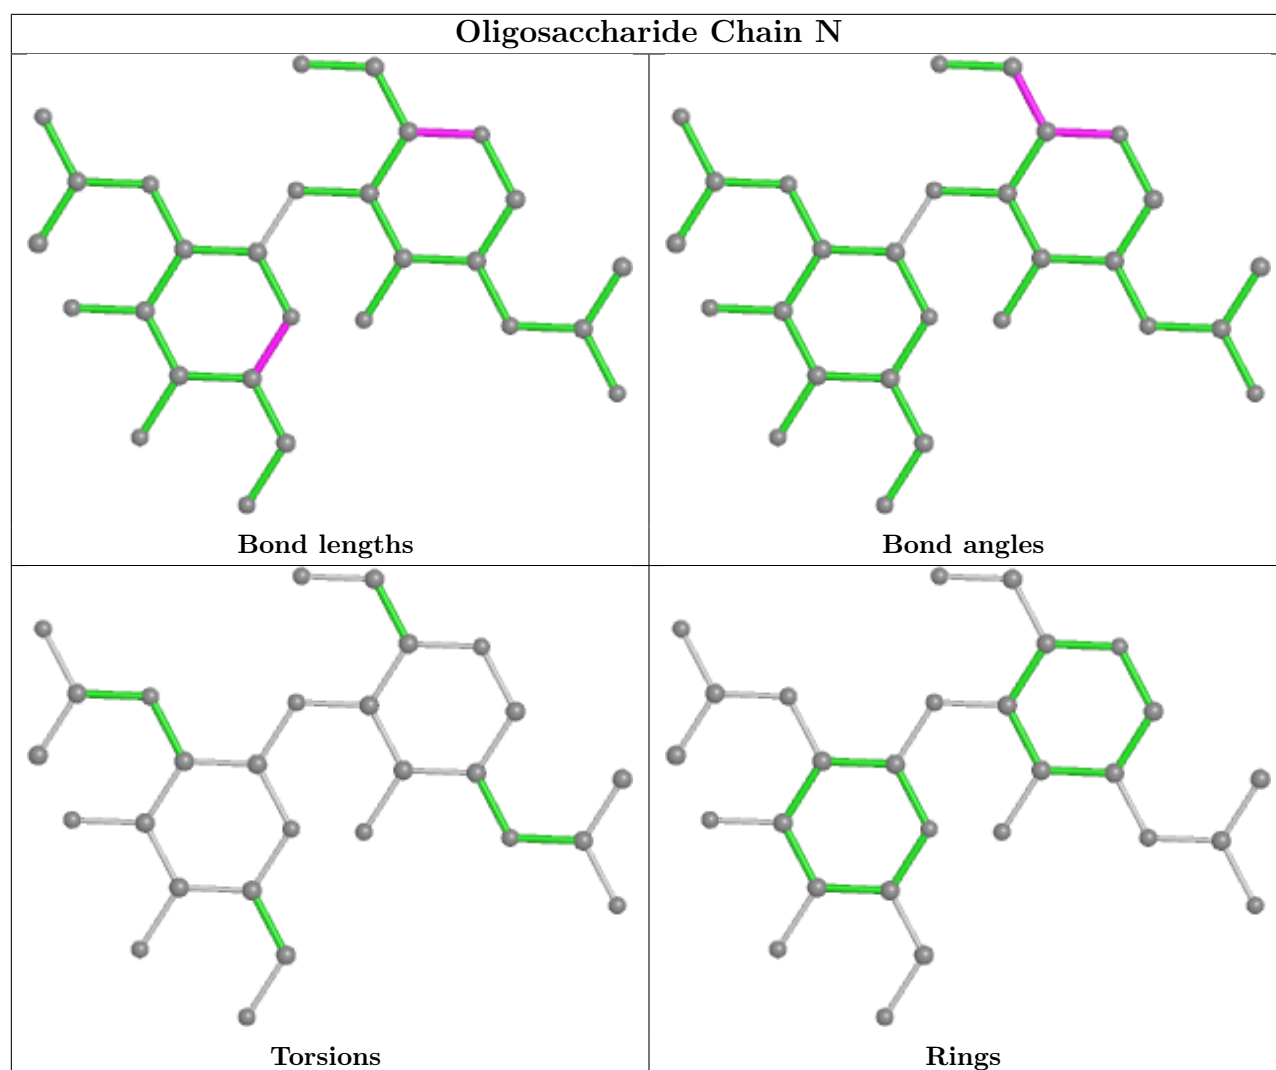 Oligosaccharide Chain N
Bond lengths
Bond angles
Torsions
Rings